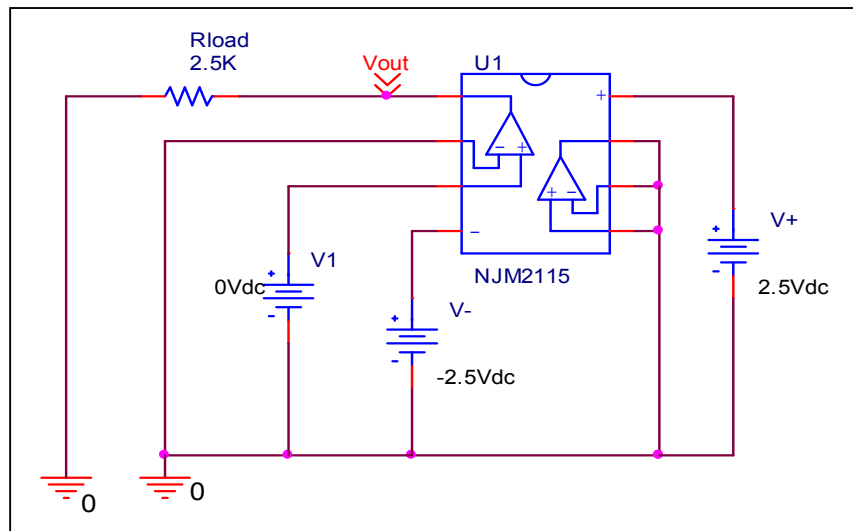 Rload
2.5K
Vout
U1
+
− +
+ −
−
NJM2115
+
V1
0Vdc
-
+
V-
-
-2.5Vdc
+
V+
-
2.5Vdc
0
0